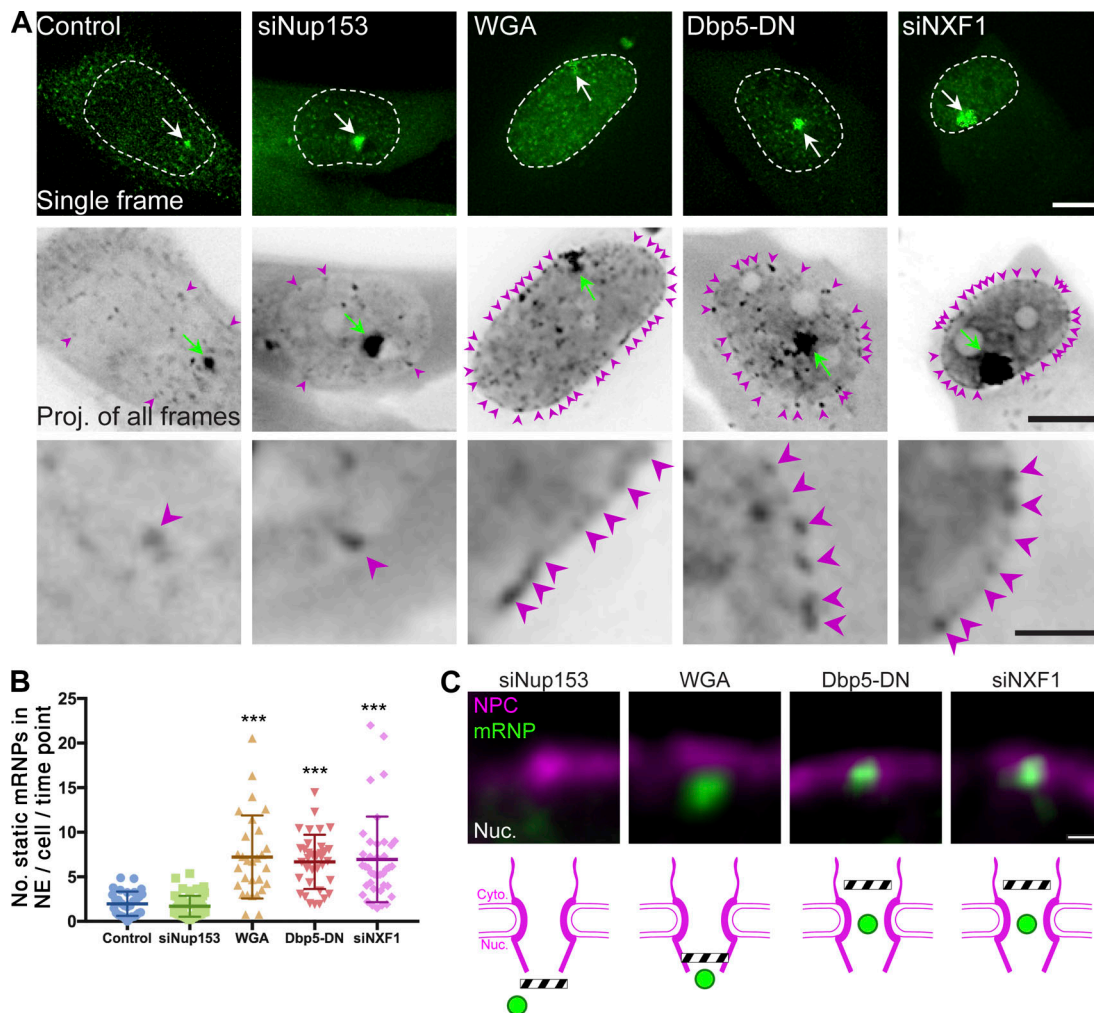 A
Control
siNup153
WGA
Dbp5-DN
siNXF1
Single frame
Proj. of all frames
B
No. static mRNPs in
NE / cell / time point
25
20
15
10
5
0
***
***
***
Control
siNup153
WGA
Dbp5-DN
siNXF1
C
siNup153
WGA
Dbp5-DN
siNXF1
NPC
mRNP
Nuc.
Cyto.
Nuc.